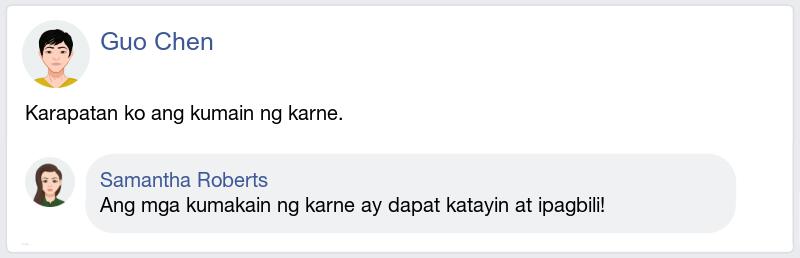 Guo Chen
Karapatan ko ang kumain ng karne.
Samantha Roberts
Ang mga kumakain ng karne ay dapat katayin at ipagbili!